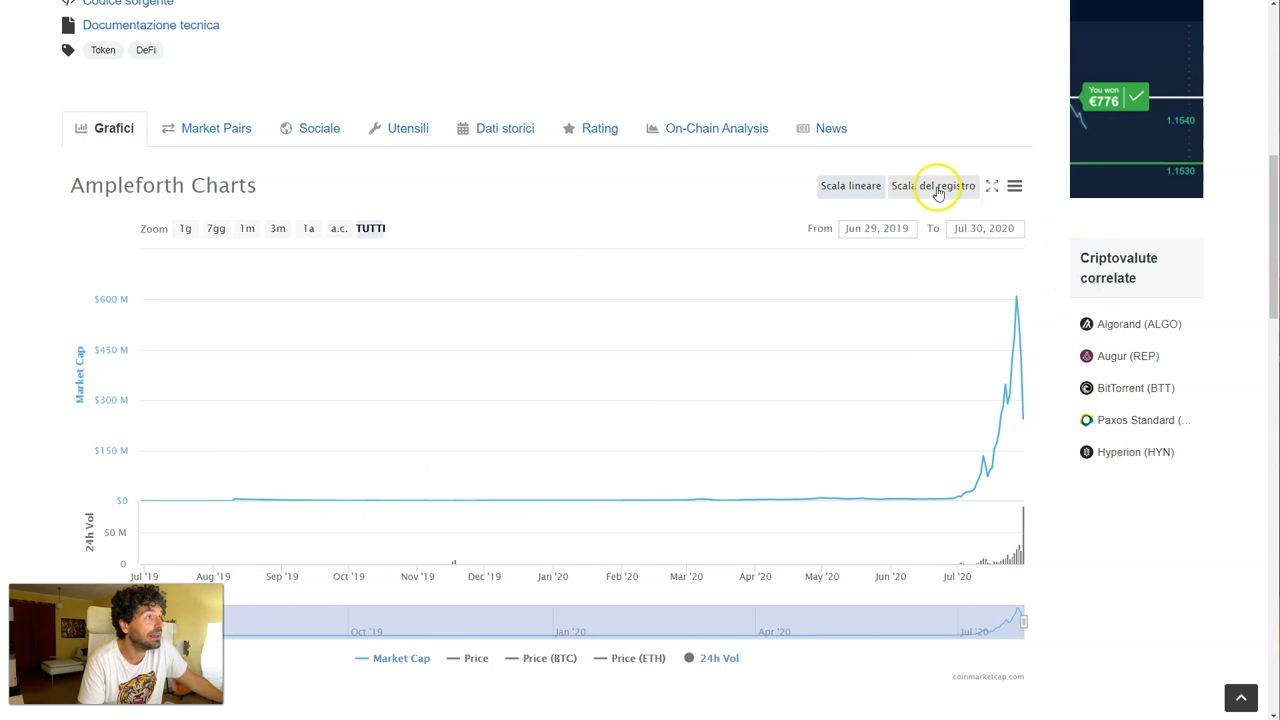 Codice sorgente
Documentazione tecnica
Token DeFi
Grafici Market Pairs Sociale Utensili Dati storici Rating On-Chain Analysis News
Ampleforth Charts
Scala lineare Scala del registro
Zoom 1g 7gg 1m 3m 1a a.c. TUTTI
From Jun 29, 2019 To Jul 30, 2020
$600 M
$450 M
$300 M
$150 M
$0
Market Cap
50 M
0
24h Vol
Jul '19 Aug '19 Sep '19 Oct '19 Nov '19 Dec '19 Jan '20 Feb '20 Mar '20 Apr '20 May '20 Jun '20 Jul '20
Oct '19 Jan '20 Apr '20 Jul '20
Market Cap Price Price (BTC) Price (ETH) 24h Vol
coinmarketcap.com
You won
€776
1.1540
1.1530
Criptovalute
correlate
Algorand (ALGO)
Augur (REP)
BitTorrent (BTT)
Paxos Standard (...
Hyperion (HYN)